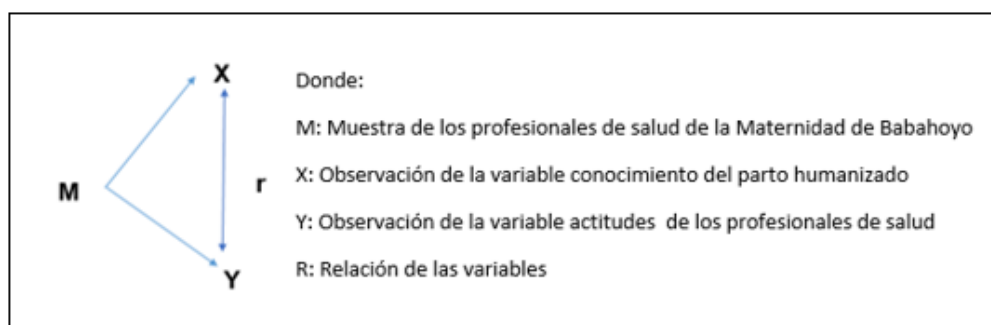 X
M
r
Y
Donde:
M: Muestra de los profesionales de salud de la Maternidad de Babahoyo
X: Observación de la variable conocimiento del parto humanizado
Y: Observación de la variable actitudes de los profesionales de salud
R: Relación de las variables